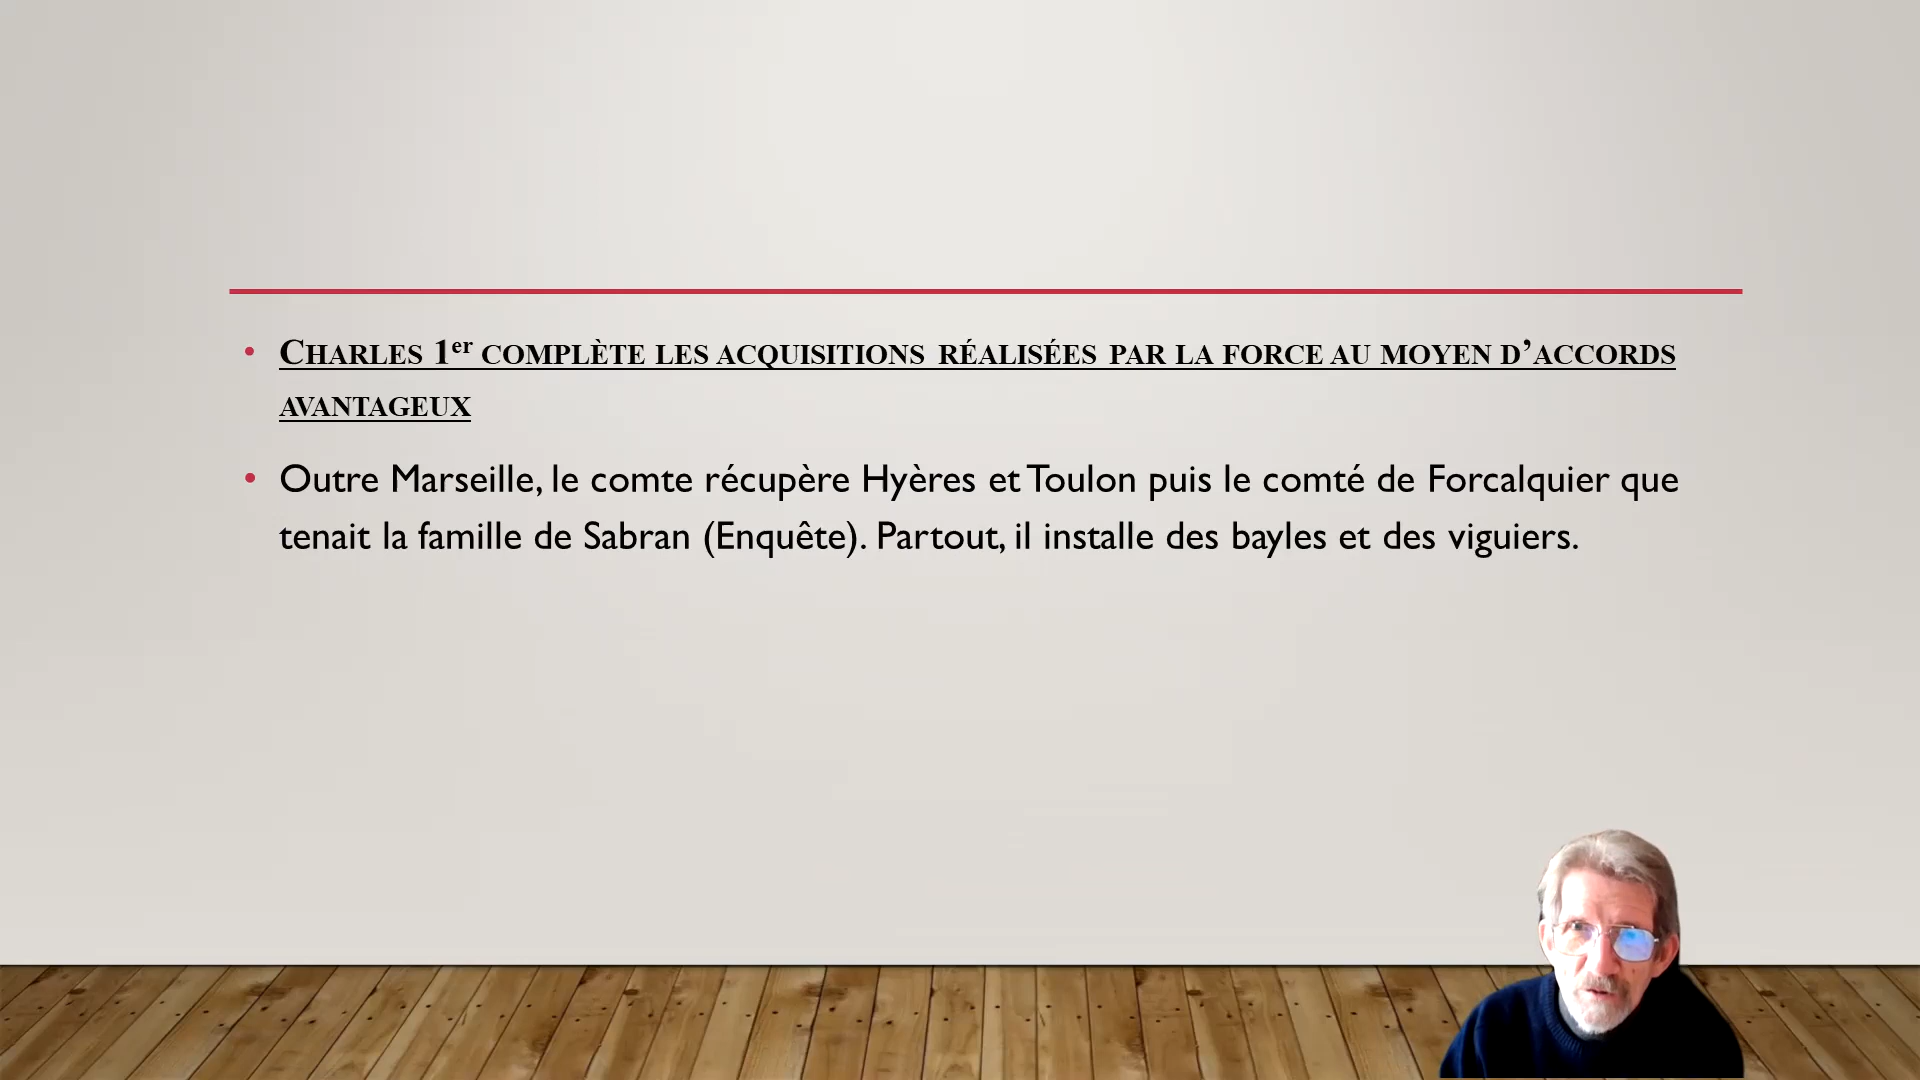 • Charles 1er complète les acquisitions réalisées par la force au moyen d’accords
avantageux
• Outre Marseille, le comte récupère Hyères et Toulon puis le comté de Forcalquier que
tenait la famille de Sabran (Enquête). Partout, il installe des bayles et des viguiers.